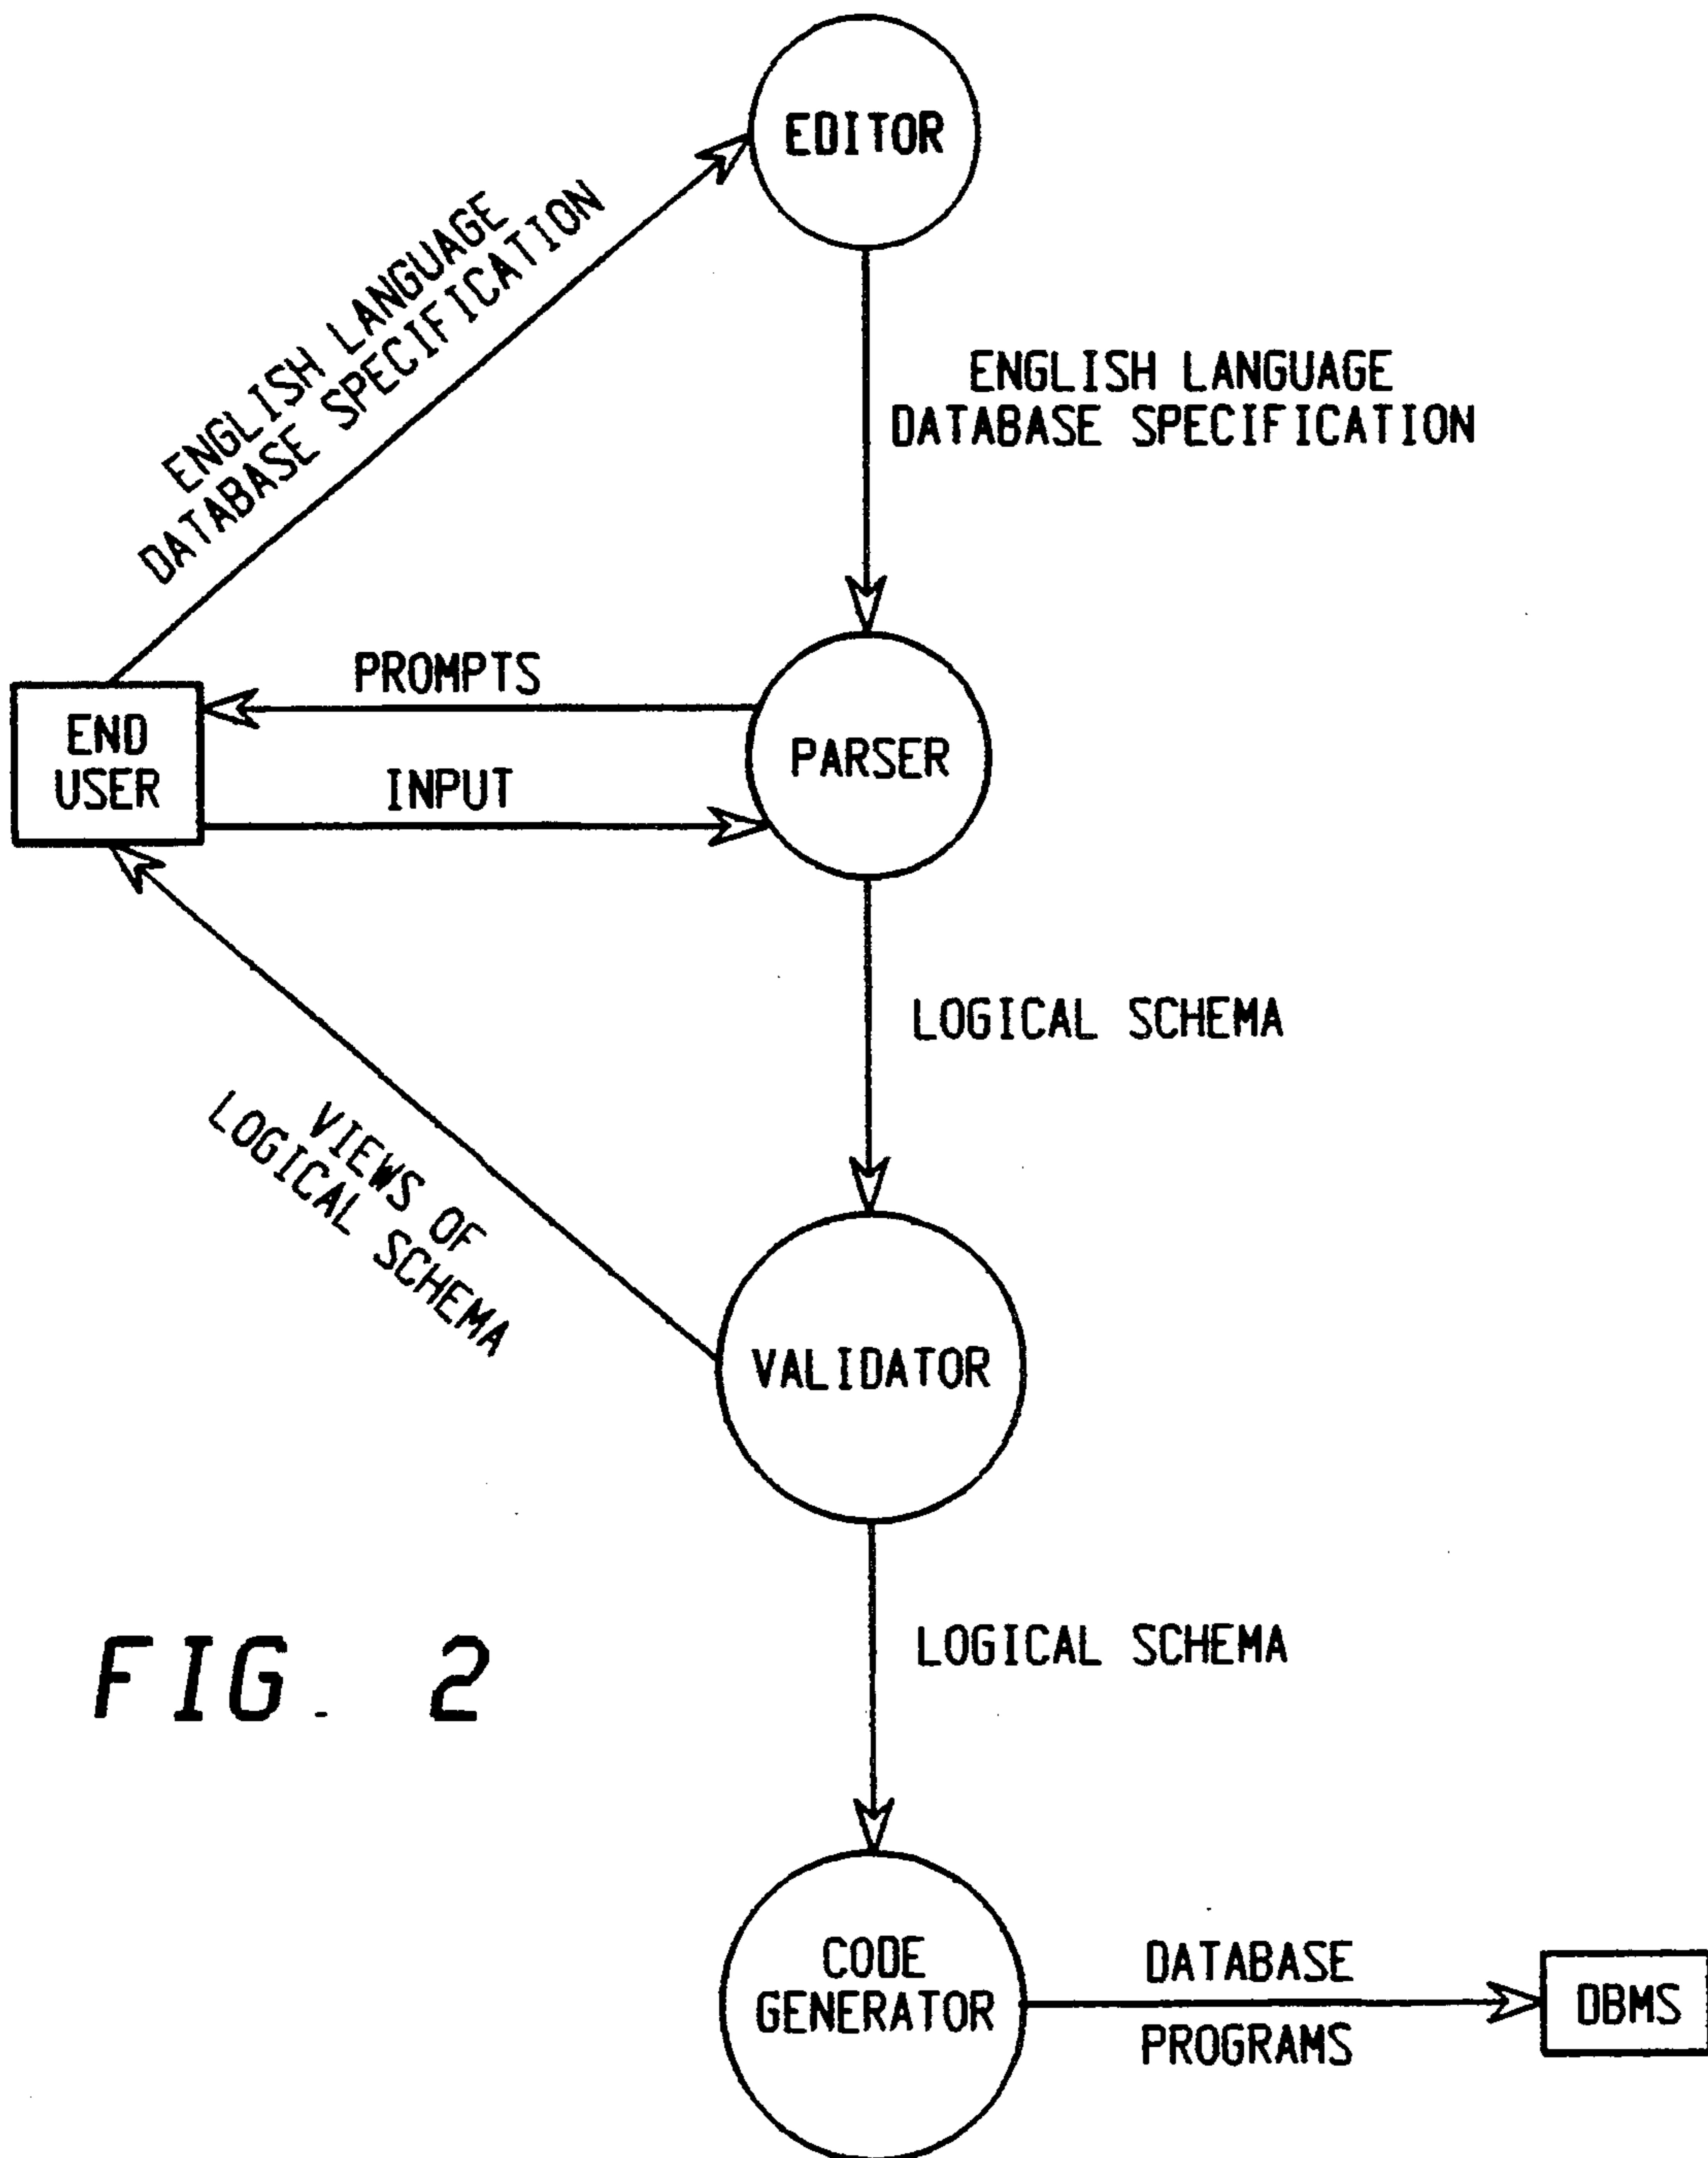 EDITOR
ENGLISH LANGUAGE
DATABASE SPECIFICATION
ENGLISH LANGUAGE
DATABASE SPECIFICATION
PROMPTS
END
USER
PARSER
INPUT
LOGICAL SCHEMA
VIEWS OF
LOGICAL SCHEMA
VALIDATOR
LOGICAL SCHEMA
FIG. 2
CODE
GENERATOR
DATABASE
PROGRAMS
DBMS